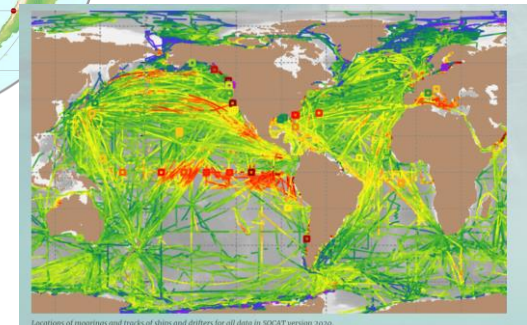 Locations of moorings and tracks of ships and drifters for all data in SOCAT version 2020.